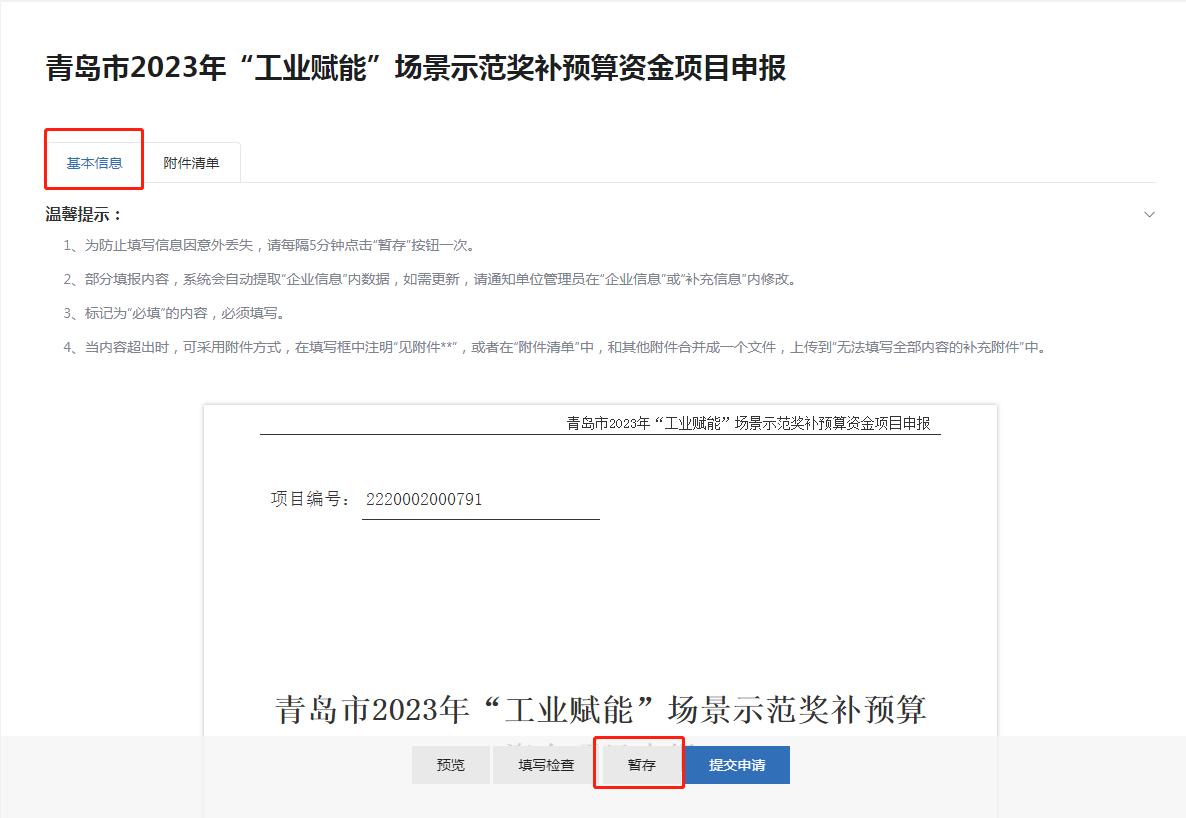 青岛市2023年“工业赋能”场景示范奖补预算资金项目申报
基本信息 附件清单
温馨提示：
1、为防止填写信息因意外丢失，请每隔5分钟点击“暂存”按钮一次。
2、部分填报内容，系统会自动提取“企业信息”内数据，如需更新，请通知单位管理员在“企业信息”或“补充信息”内修改。
3、标记为“必填”的内容，必须填写。
4、当内容超出时，可采用附件方式，在填写框中注明“见附件**”，或者在“附件清单”中，和其他附件合并成一个文件，上传到“无法填写全部内容的补充附件”中。
青岛市2023年“工业赋能”场景示范奖补预算资金项目申报
项目编号： 2220002000791
青岛市2023年“工业赋能”场景示范奖补预算
预览 填写检查 暂存 提交申请